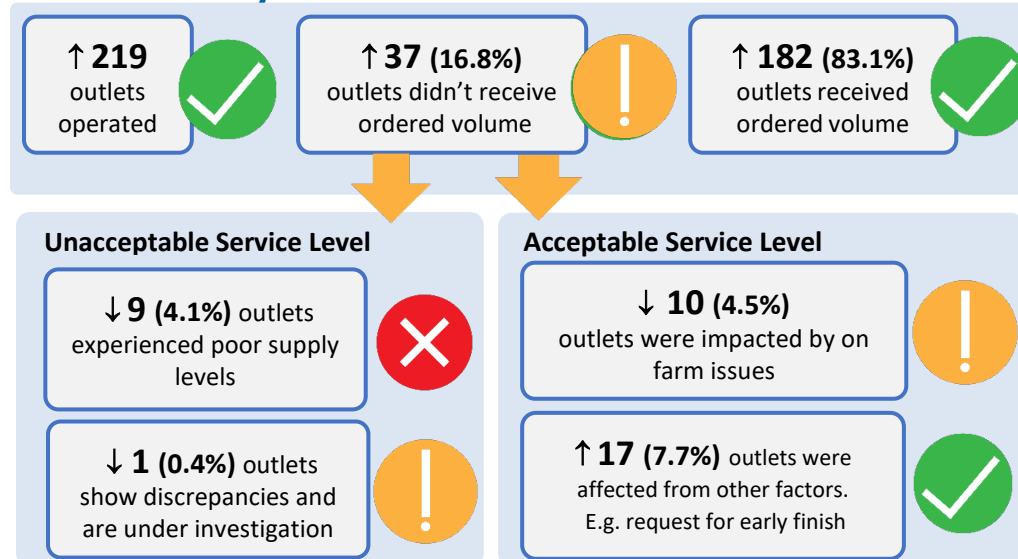 ↑ 219
outlets
operated
↑ 37 (16.8%)
outlets didn't receive
ordered volume
↑ 182 (83.1%)
outlets received
ordered volume
Unacceptable Service Level
↓ 9 (4.1%) outlets
experienced poor supply
levels
↓ 1 (0.4%) outlets
show discrepancies and
are under investigation
Acceptable Service Level
↓ 10 (4.5%)
outlets were impacted by on
farm issues
↑ 17 (7.7%) outlets were
affected from other factors.
E.g. request for early finish